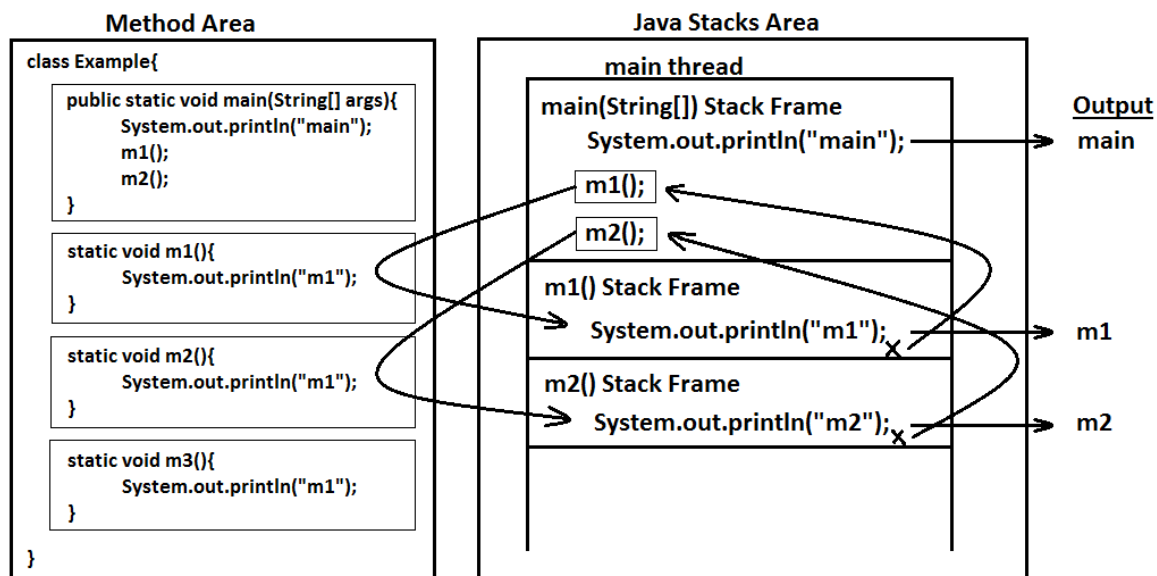 Method Area
class Example{
public static void main(String[] args){
System.out.println("main");
m1();
m2();
}
static void m1(){
System.out.println("m1");
}
static void m2(){
System.out.println("m1");
}
static void m3(){
System.out.println("m1");
}
}
Java Stacks Area
main thread
main(String[]) Stack Frame
System.out.println("main");
m1();
m2();
m1() Stack Frame
System.out.println("m1");
x
m2() Stack Frame
System.out.println("m2");
x
Output
main
m1
m2